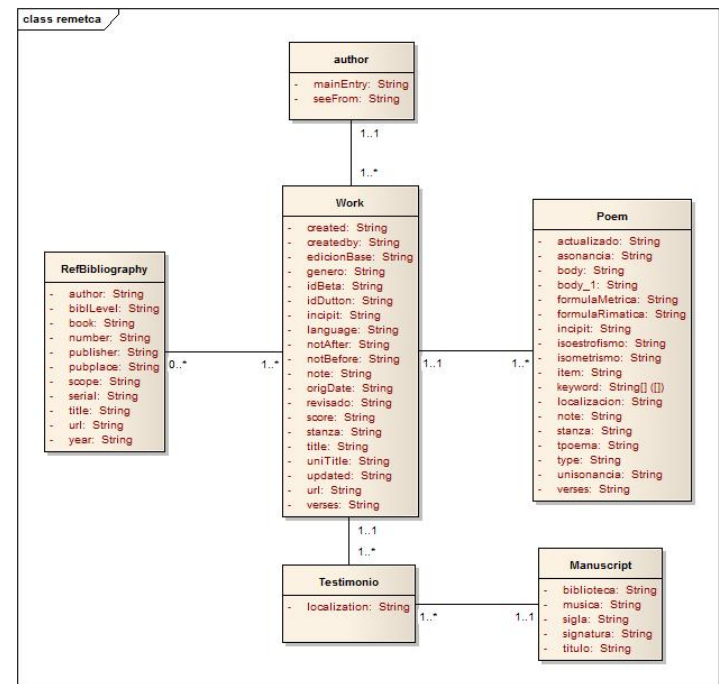 class remetca
author
- mainEntry: String
- seeFrom: String
1..1
1..*
Work
- created: String
- createdby: String
- edicionBase: String
- genero: String
- idBeta: String
- idDutton: String
- incipit: String
- language: String
- notAfter: String
- notBefore: String
- note: String
- origDate: String
- revisado: String
- score: String
- stanza: String
- title: String
- uniTitle: String
- updated: String
- url: String
- verses: String
RefBibliography
- author: String
- biblLevel: String
- book: String
- number: String
- publisher: String
- pubplace: String
- scope: String
- serial: String
- title: String
- url: String
- year: String
0..*
1..*
Poem
- actualizado: String
- asonancia: String
- body: String
- body_1: String
- formulaMetrica: String
- formulaRimatica: String
- incipit: String
- isoestrofismo: String
- isometrismo: String
- item: String
- keyword: String[] ([])
- localizacion: String
- note: String
- stanza: String
- tpoema: String
- type: String
- unisonancia: String
- verses: String
1..1
1..*
1..1
1..*
Testimonio
- localization: String
1..*
1..1
Manuscript
- biblioteca: String
- musica: String
- sigla: String
- signatura: String
- titulo: String